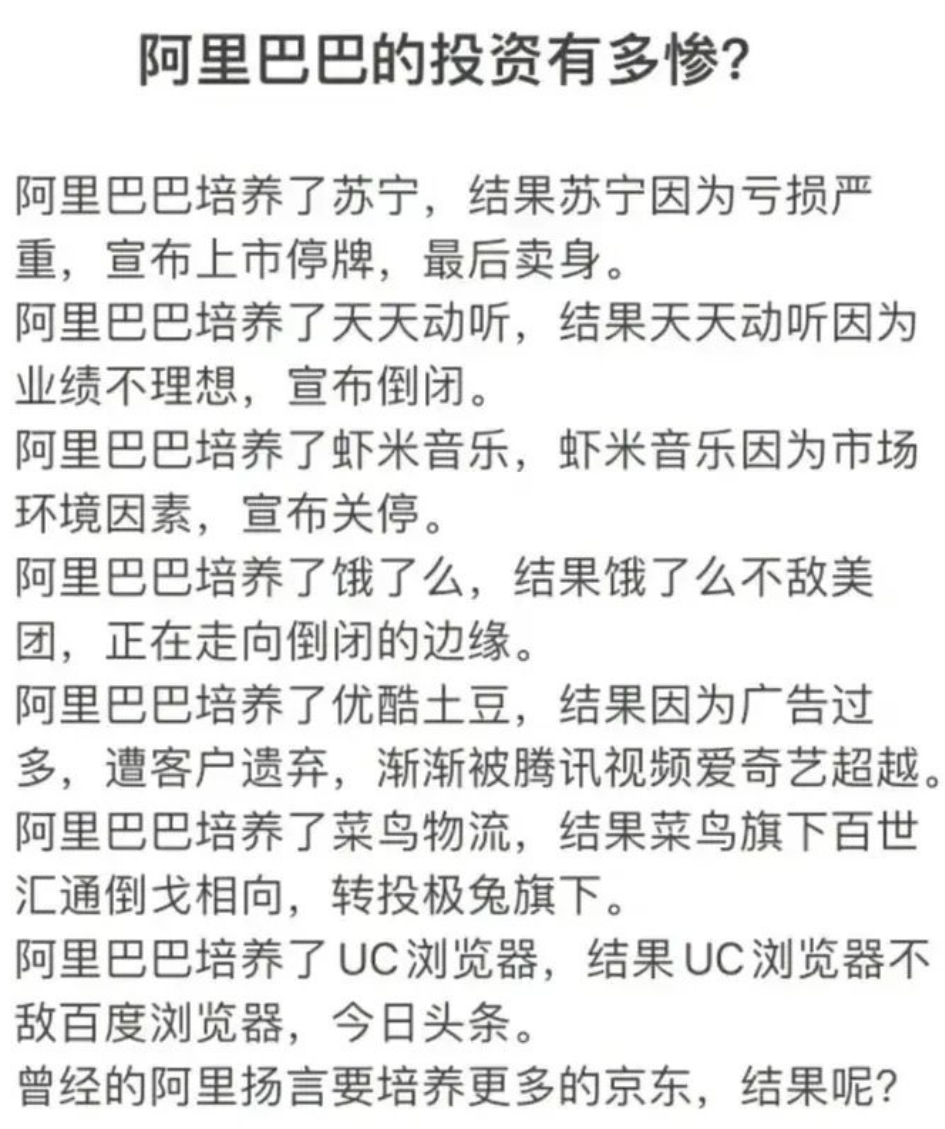 阿里巴巴的投资有多惨？
阿里巴巴培养了苏宁，结果苏宁因为亏损严
重，宣布上市停牌，最后卖身。
阿里巴巴培养了天天动听，结果天天动听因为
业绩不理想，宣布倒闭。
阿里巴巴培养了虾米音乐，虾米音乐因为市场
环境因素，宣布关停。
阿里巴巴培养了饿了么，结果饿了么不敌美
团，正在走向倒闭的边缘。
阿里巴巴培养了优酷土豆，结果因为广告过
多，遭客户遗弃，渐渐被腾讯视频爱奇艺超越。
阿里巴巴培养了菜鸟物流，结果菜鸟旗下百世
汇通倒戈相向，转投极兔旗下。
阿里巴巴培养了UC浏览器，结果UC浏览器不
敌百度浏览器，今日头条。
曾经的阿里扬言要培养更多的京东，结果呢？